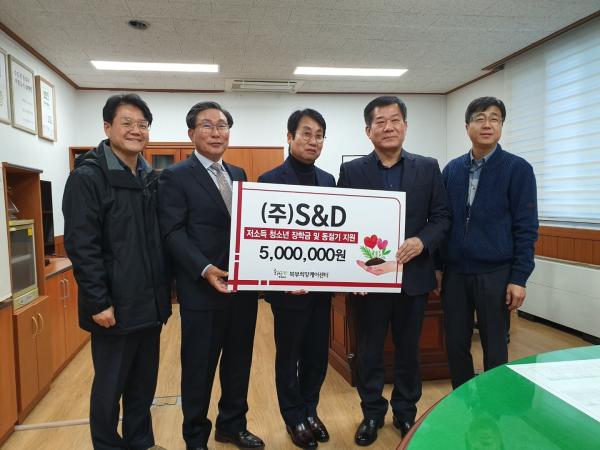 (주)S&D
저소득 청소년 장학금 및 동절기 지원
5,000,000원
북부희망케어센터